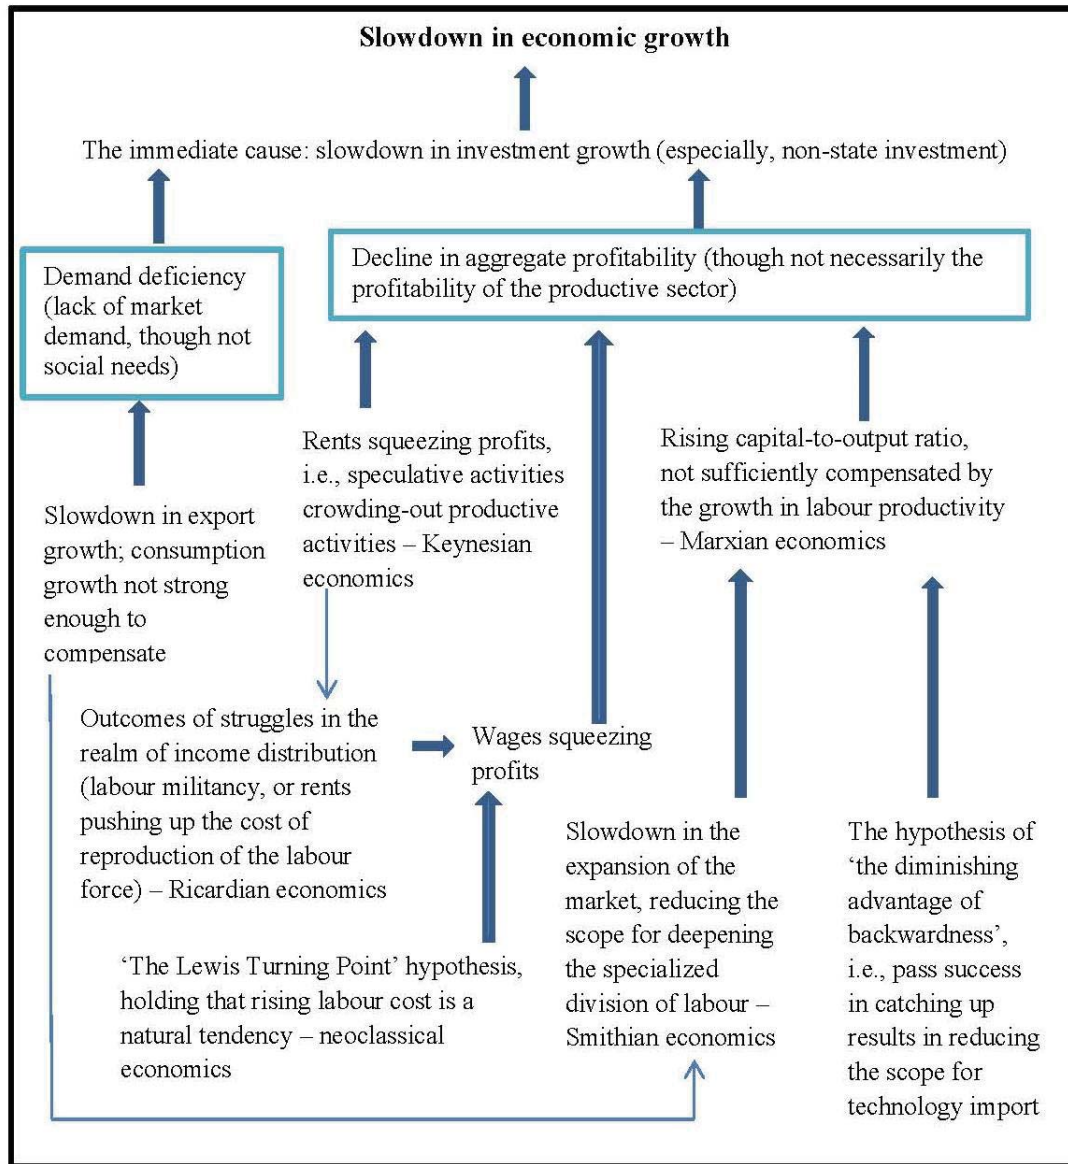 Slowdown in economic growth
The immediate cause: slowdown in investment growth (especially, non-state investment)
Demand deficiency
(lack of market
demand, though not
social needs)
Decline in aggregate profitability (though not necessarily the
profitability of the productive sector)
Rents squeezing profits,
i.e., speculative activities
crowding-out productive
activities – Keynesian
economics
Rising capital-to-output ratio,
not sufficiently compensated by
the growth in labour productivity
– Marxian economics
Slowdown in export
growth; consumption
growth not strong
enough to
compensate
Outcomes of struggles in the
realm of income distribution
(labour militancy, or rents
pushing up the cost of
reproduction of the labour
force) – Ricardian economics
Wages squeezing
profits
‘The Lewis Turning Point’ hypothesis,
holding that rising labour cost is a
natural tendency – neoclassical
economics
Slowdown in the
expansion of the
market, reducing the
scope for deepening
the specialized
division of labour –
Smithian economics
The hypothesis of
‘the diminishing
advantage of
backwardness’,
i.e., pass success
in catching up
results in reducing
the scope for
technology import